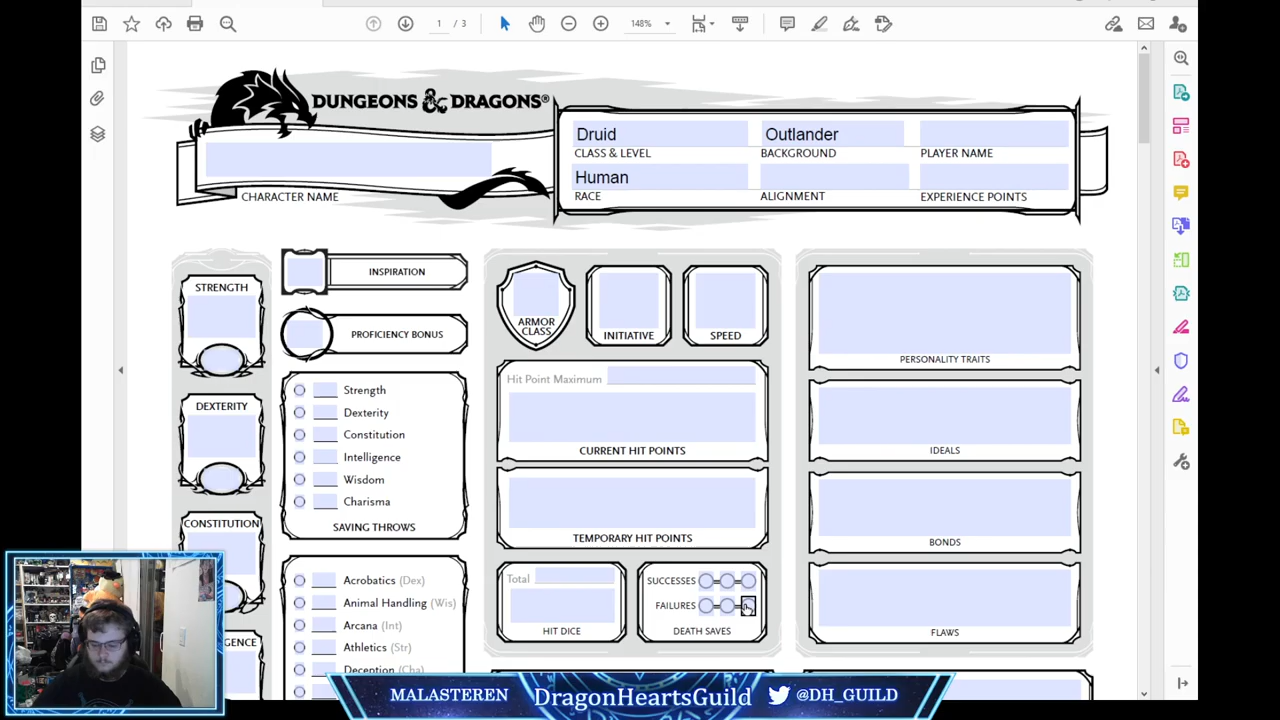 1 / 3
148%
DUNGEONS & DRAGONS®
CHARACTER NAME
Druid
CLASS & LEVEL
Outlander
BACKGROUND
PLAYER NAME
Human
RACE
ALIGNMENT
EXPERIENCE POINTS
STRENGTH
DEXTERITY
CONSTITUTION
GENCE
INSPIRATION
PROFICIENCY BONUS
Strength
Dexterity
Constitution
Intelligence
Wisdom
Charisma
SAVING THROWS
Acrobatics (Dex)
Animal Handling (Wis)
Arcana (Int)
Athletics (Str)
Deception (Cha)
ARMOR
CLASS
INITIATIVE
SPEED
Hit Point Maximum
CURRENT HIT POINTS
TEMPORARY HIT POINTS
Total
HIT DICE
SUCCESSES
FAILURES
DEATH SAVES
PERSONALITY TRAITS
IDEALS
BONDS
FLAWS
MALASTEREN
DragonHeartsGuild
@DH_GUILD